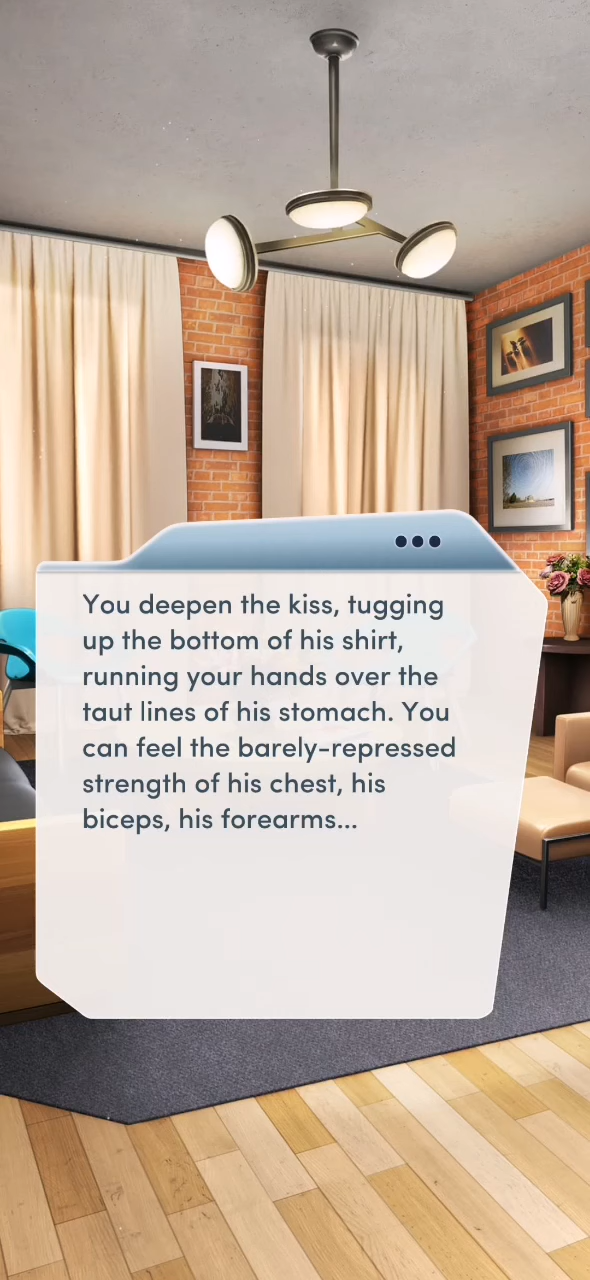 You deepen the kiss, tugging
up the bottom of his shirt,
running your hands over the
taut lines of his stomach. You
can feel the barely-repressed
strength of his chest, his
biceps, his forearms...